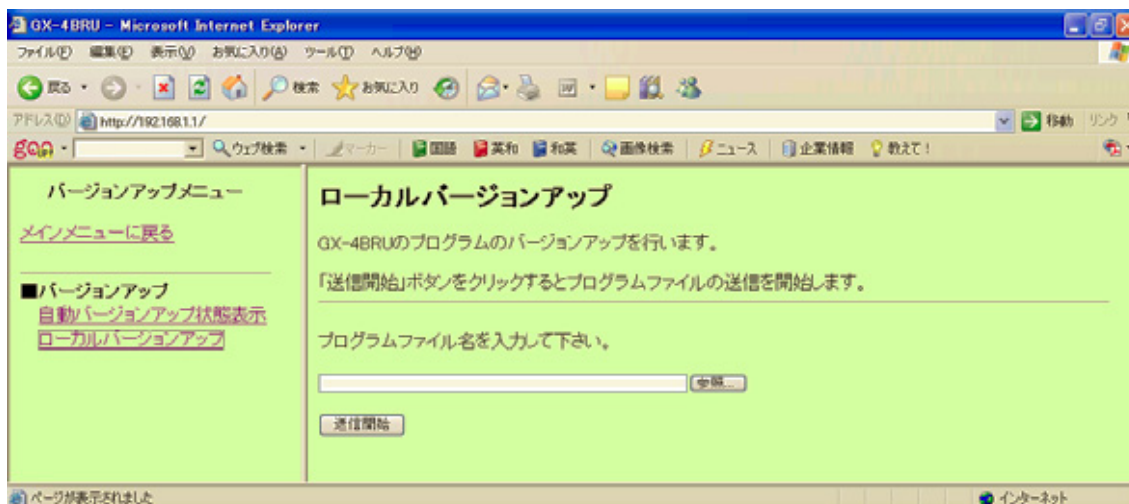 GX-4BRU - Microsoft Internet Explorer
ファイル(F) 編集(E) 表示(V) お気に入り(A) ツール(T) ヘルプ(H)
戻る 検索 お気に入り
アドレス(D) http://192.168.1.1/ 移動 リンク
goo ウェブ検索 マーカー 国語 英和 和英 画像検索 ニュース 企業情報 教えて!
バージョンアップメニュー
メインメニューに戻る
■バージョンアップ
自動バージョンアップ状態表示
ローカルバージョンアップ
ローカルバージョンアップ
GX-4BRUのプログラムのバージョンアップを行います。
「送信開始」ボタンをクリックするとプログラムファイルの送信を開始します。
プログラムファイル名を入力して下さい。
参照...
送信開始
ページが表示されました インターネット